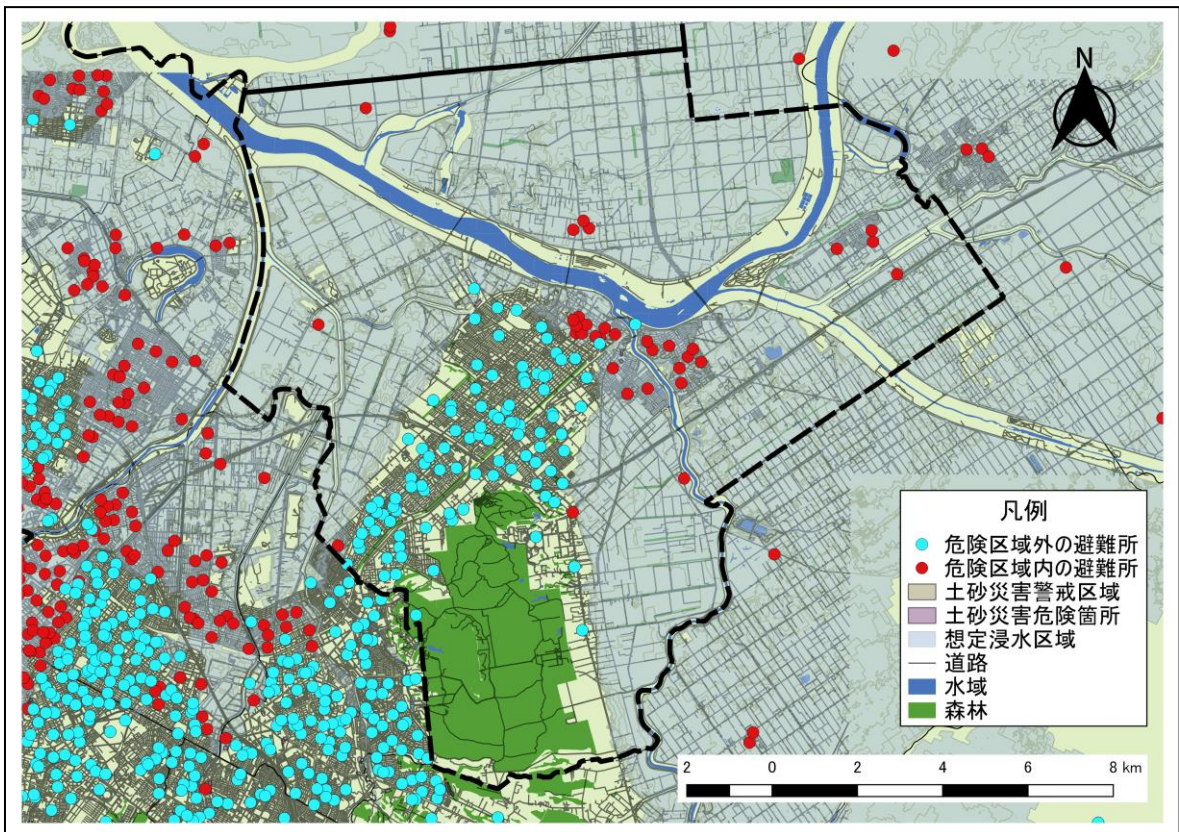 N
凡例
危険区域外の避難所
危険区域内の避難所
土砂災害警戒区域
土砂災害危険箇所
想定浸水区域
道路
水域
森林
2 0 2 4 6 8 km